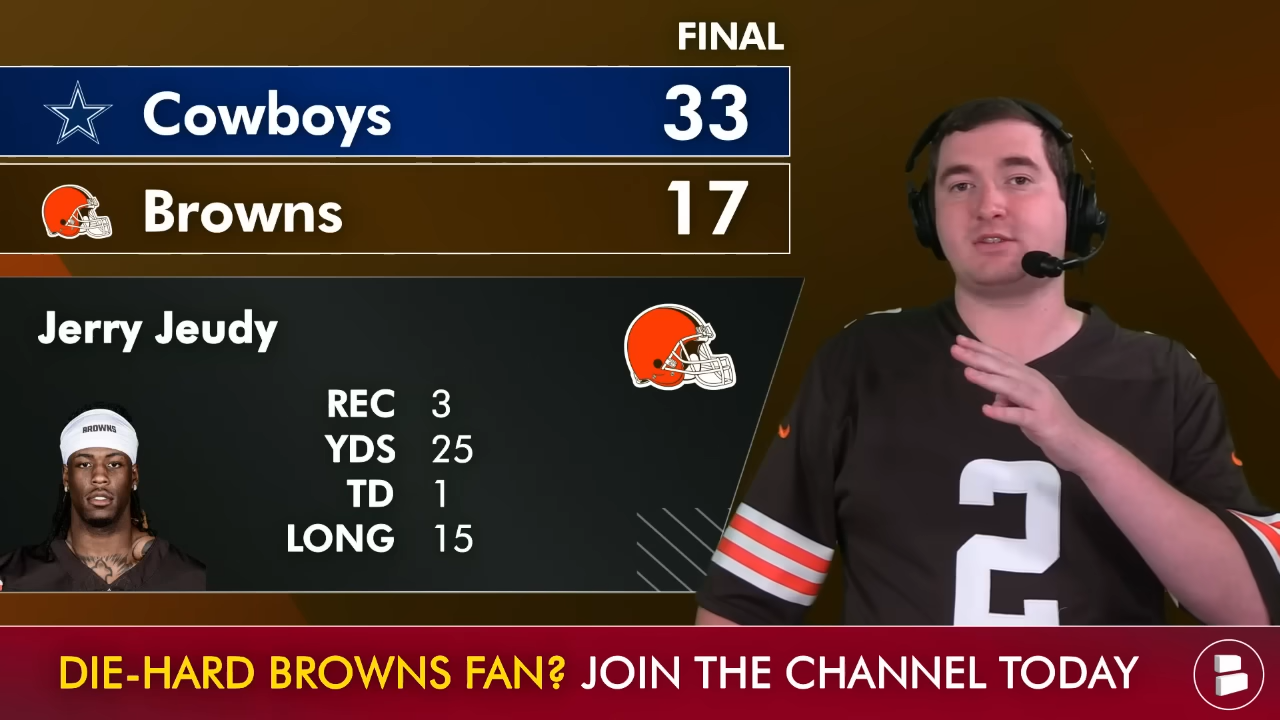 FINAL
Cowboys 33
Browns 17
Jerry Jeudy
REC 3
YDS 25
TD 1
LONG 15
BROWNS
2
DIE-HARD BROWNS FAN? JOIN THE CHANNEL TODAY
B